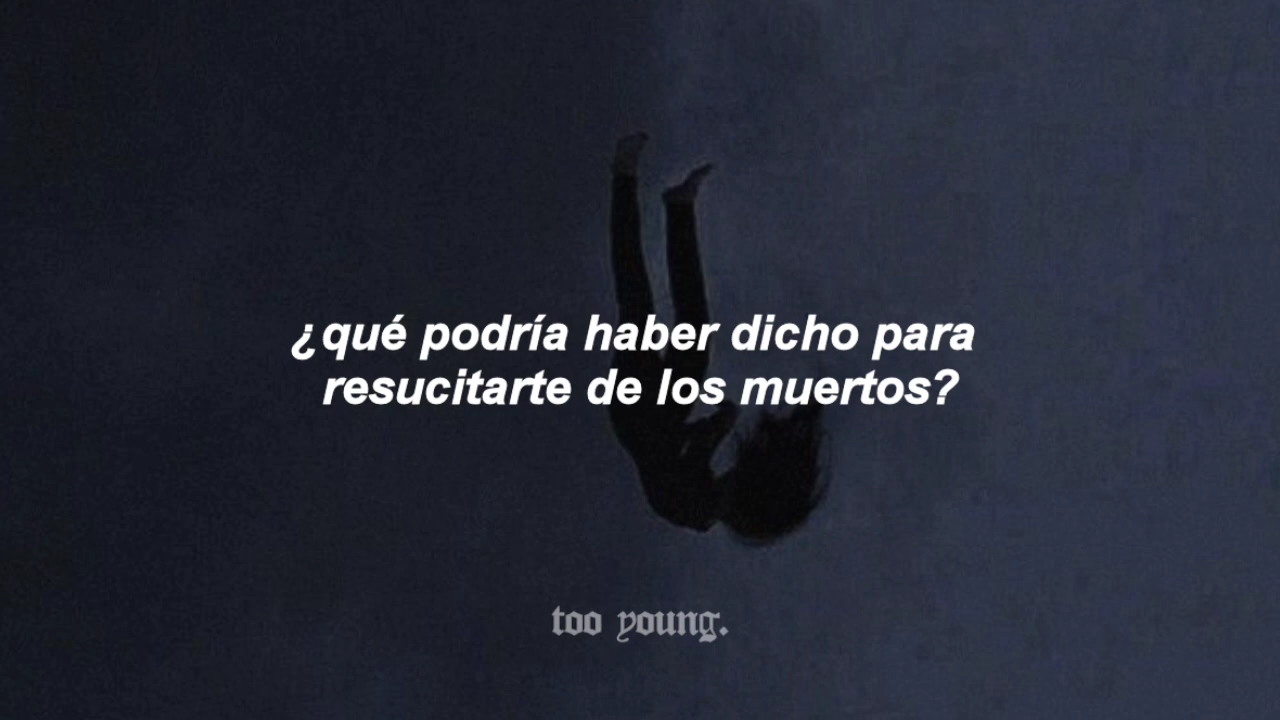 ¿qué podría haber dicho para
resucitarte de los muertos?
too young.